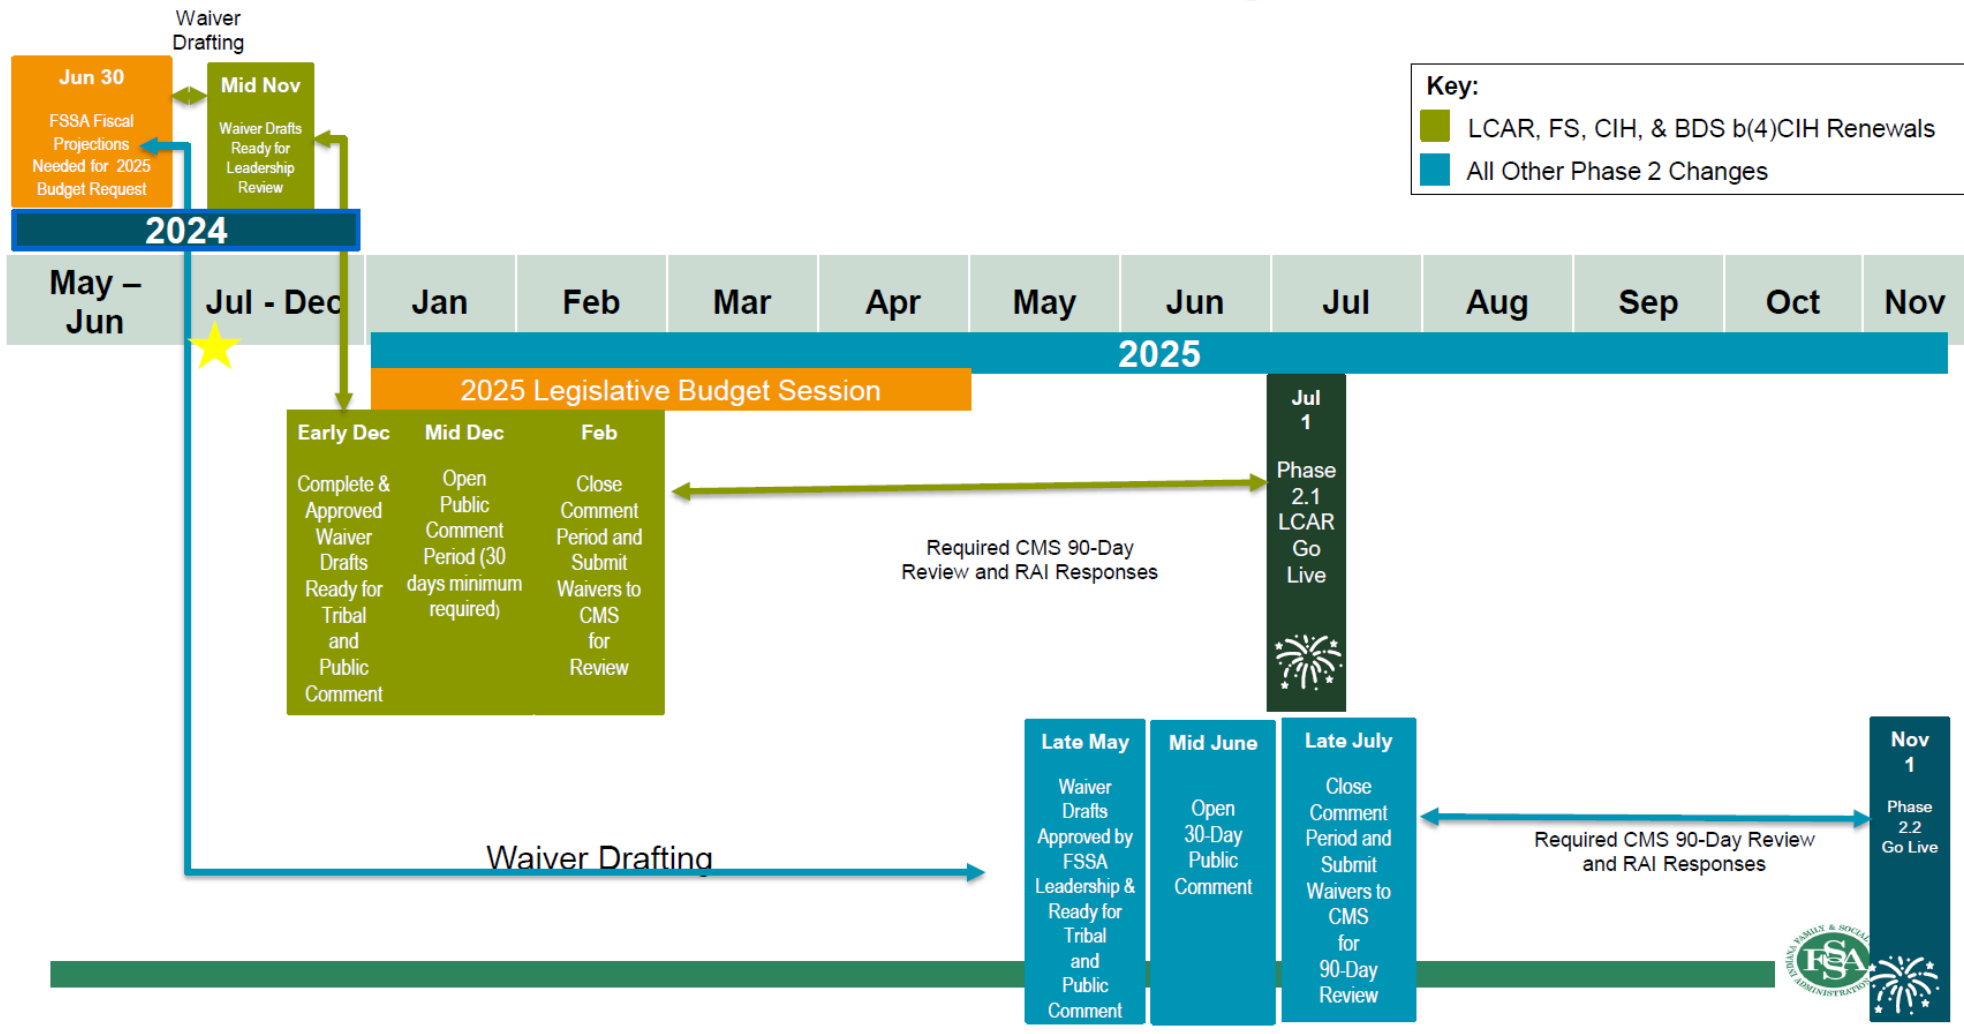 Waiver
Drafting
Jun 30
FSSA Fiscal
Projections
Needed for 2025
Budget Request
Mid Nov
Waiver Drafts
Ready for
Leadership
Review
Key:
LCAR, FS, CIH, & BDS b(4)CIH Renewals
All Other Phase 2 Changes
2024
May –
Jun
Jul - Dec
Jan
Feb
Mar
Apr
May
Jun
Jul
Aug
Sep
Oct
Nov
2025
2025 Legislative Budget Session
Early Dec
Complete &
Approved
Waiver
Drafts
Ready for
Tribal
and
Public
Comment
Mid Dec
Open
Public
Comment
Period (30
days minimum
required)
Feb
Close
Comment
Period and
Submit
Waivers to
CMS
for
Review
Required CMS 90-Day
Review and RAI Responses
Jul
1
Phase
2.1
LCAR
Go
Live
Waiver Drafting
Late May
Waiver
Drafts
Approved by
FSSA
Leadership &
Ready for
Tribal
and
Public
Comment
Mid June
Open
30-Day
Public
Comment
Late July
Close
Comment
Period and
Submit
Waivers to
CMS
for
90-Day
Review
Required CMS 90-Day Review
and RAI Responses
Nov
1
Phase
2.2
Go Live
INDIANA FAMILY & SOCIAL
FSSA
ADMINISTRATION